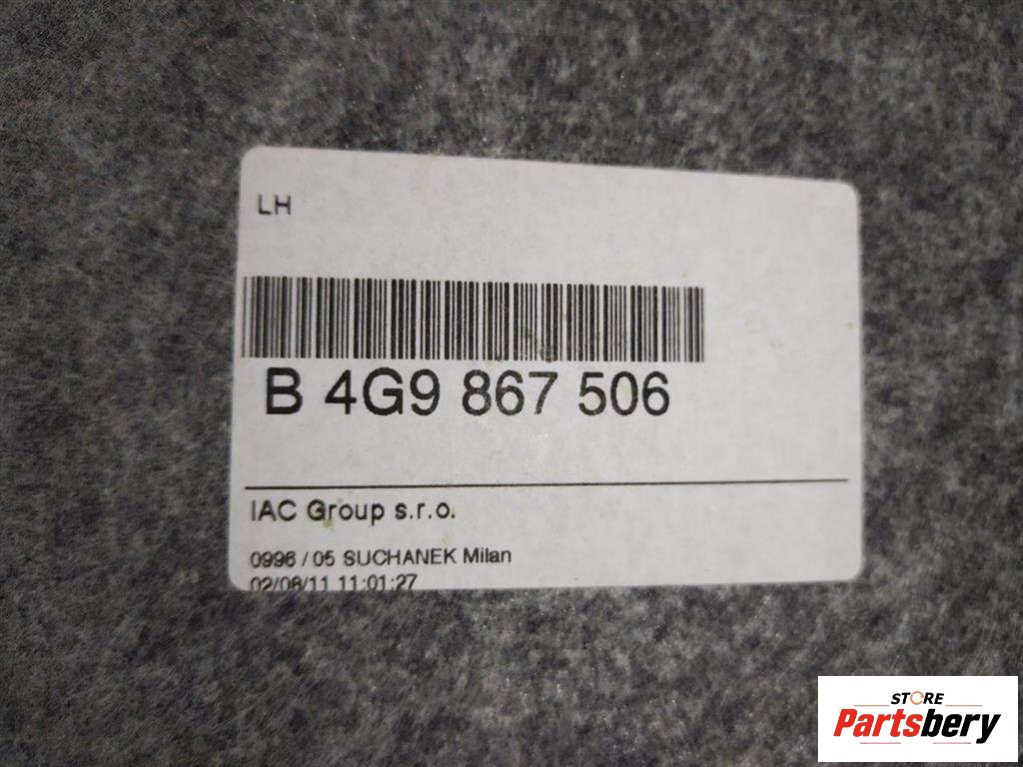 LH
B 4G9 867 506
IAC Group s.r.o.
0996 / 05 SUCHANEK Milan
02/08/11 11:01:27
STORE
Partsbery